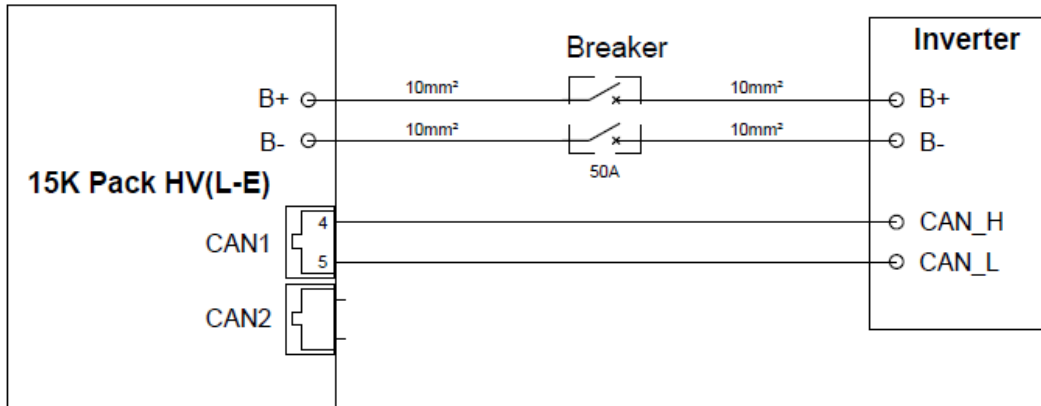 Breaker
Inverter
B+
10mm²
10mm²
B+
B-
10mm²
10mm²
B-
50A
15K Pack HV(L-E)
CAN1
4
CAN_H
5
CAN_L
CAN2